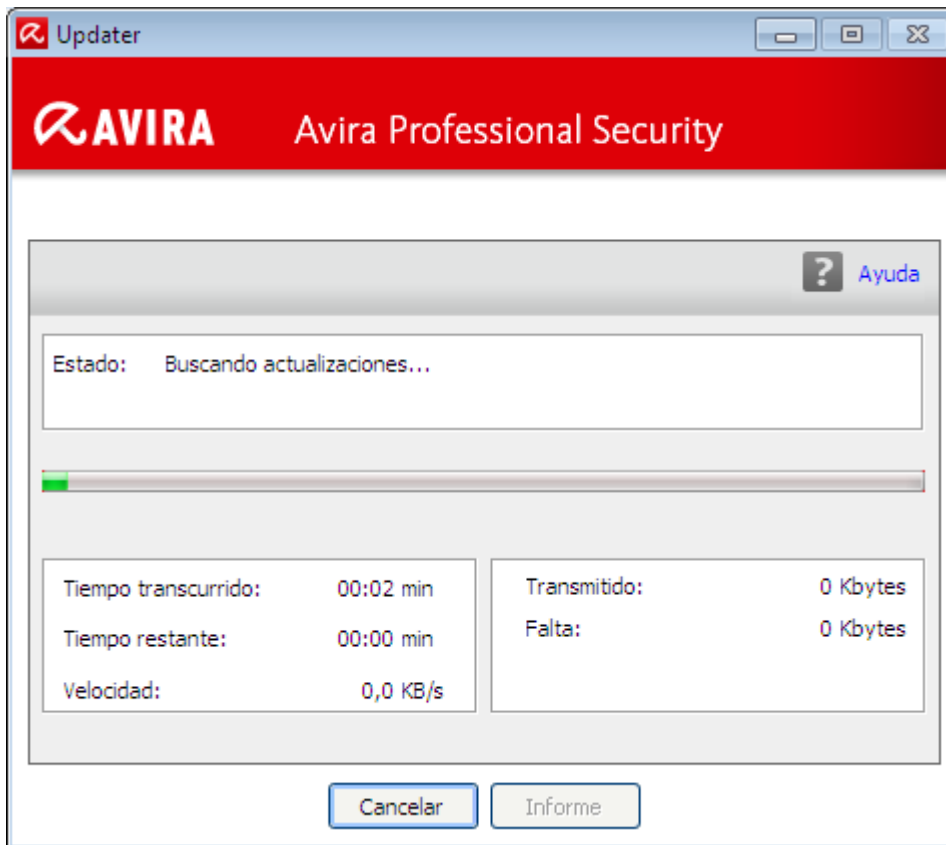 Updater
AVIRA Avira Professional Security
? Ayuda
Estado: Buscando actualizaciones...
Tiempo transcurrido: 00:02 min
Tiempo restante: 00:00 min
Velocidad: 0,0 KB/s
Transmitido: 0 Kbytes
Falta: 0 Kbytes
Cancelar Informe